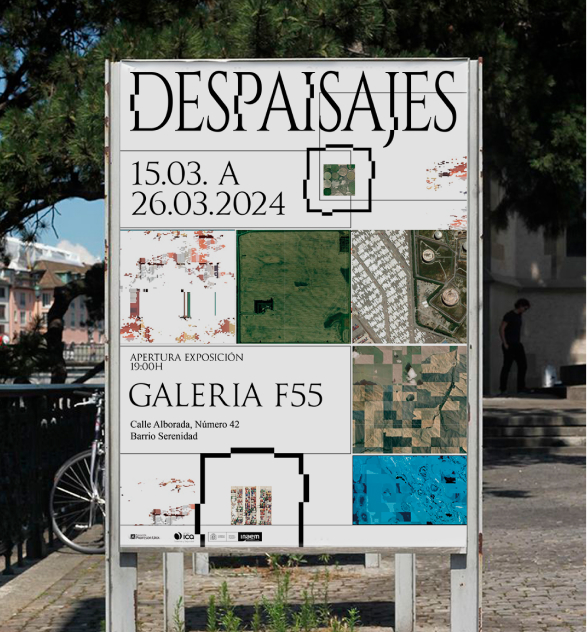 DESPAISAJES
15.03. A
26.03.2024
APERTURA EXPOSICIÓN
19:00H
GALERIA F55
Calle Alborada, Número 42
Barrio Serenidad
ica
inaem